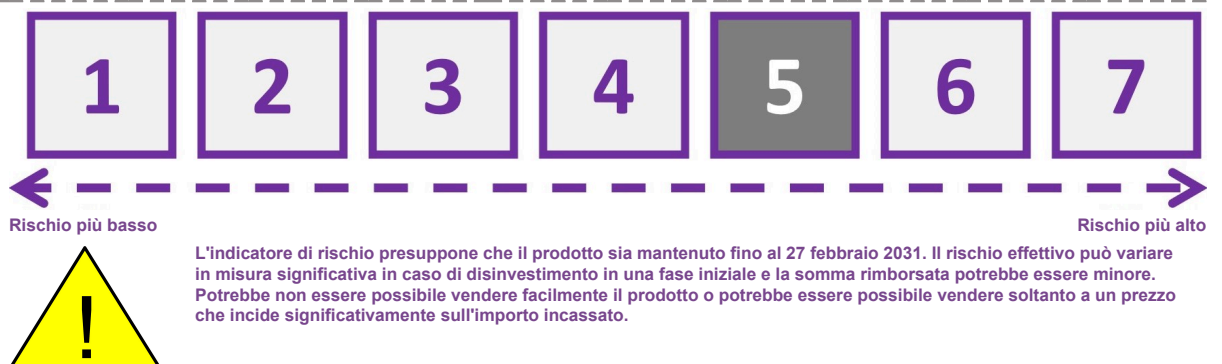 1 2 3 4 5 6 7
Rischio più basso Rischio più alto
L'indicatore di rischio presuppone che il prodotto sia mantenuto fino al 27 febbraio 2031. Il rischio effettivo può variare
in misura significativa in caso di disinvestimento in una fase iniziale e la somma rimborsata potrebbe essere minore.
Potrebbe non essere possibile vendere facilmente il prodotto o potrebbe essere possibile vendere soltanto a un prezzo
che incide significativamente sull'importo incassato.
!